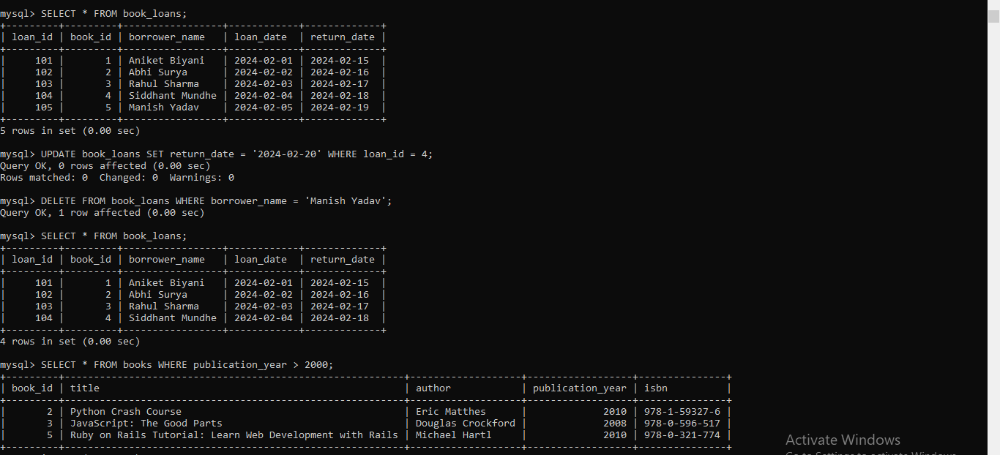 mysql> SELECT * FROM book_loans;
+---------+---------+-----------------+------------+-------------+
| loan_id | book_id | borrower_name   | loan_date  | return_date |
+---------+---------+-----------------+------------+-------------+
|     101 |       1 | Aniket Biyani   | 2024-02-01 | 2024-02-15  |
|     102 |       2 | Abhi Surya      | 2024-02-02 | 2024-02-16  |
|     103 |       3 | Rahul Sharma    | 2024-02-03 | 2024-02-17  |
|     104 |       4 | Siddhant Mundhe | 2024-02-04 | 2024-02-18  |
|     105 |       5 | Manish Yadav    | 2024-02-05 | 2024-02-19  |
+---------+---------+-----------------+------------+-------------+
5 rows in set (0.00 sec)
mysql> UPDATE book_loans SET return_date = '2024-02-20' WHERE loan_id = 4;
Query OK, 0 rows affected (0.00 sec)
Rows matched: 0  Changed: 0  Warnings: 0
mysql> DELETE FROM book_loans WHERE borrower_name = 'Manish Yadav';
Query OK, 1 row affected (0.00 sec)
mysql> SELECT * FROM book_loans;
+---------+---------+-----------------+------------+-------------+
| loan_id | book_id | borrower_name   | loan_date  | return_date |
+---------+---------+-----------------+------------+-------------+
|     101 |       1 | Aniket Biyani   | 2024-02-01 | 2024-02-15  |
|     102 |       2 | Abhi Surya      | 2024-02-02 | 2024-02-16  |
|     103 |       3 | Rahul Sharma    | 2024-02-03 | 2024-02-17  |
|     104 |       4 | Siddhant Mundhe | 2024-02-04 | 2024-02-18  |
+---------+---------+-----------------+------------+-------------+
4 rows in set (0.00 sec)
mysql> SELECT * FROM books WHERE publication_year > 2000;
+---------+----------------------------------------------------------+-------------------+------------------+---------------+
| book_id | title                                                    | author            | publication_year | isbn          |
+---------+----------------------------------------------------------+-------------------+------------------+---------------+
|       2 | Python Crash Course                                      | Eric Matthes      |             2010 | 978-1-59327-6 |
|       3 | JavaScript: The Good Parts                               | Douglas Crockford |             2008 | 978-0-596-517 |
|       5 | Ruby on Rails Tutorial: Learn Web Development with Rails | Michael Hartl     |             2010 | 978-0-321-774 |
+---------+----------------------------------------------------------+-------------------+------------------+---------------+
Activate Windows